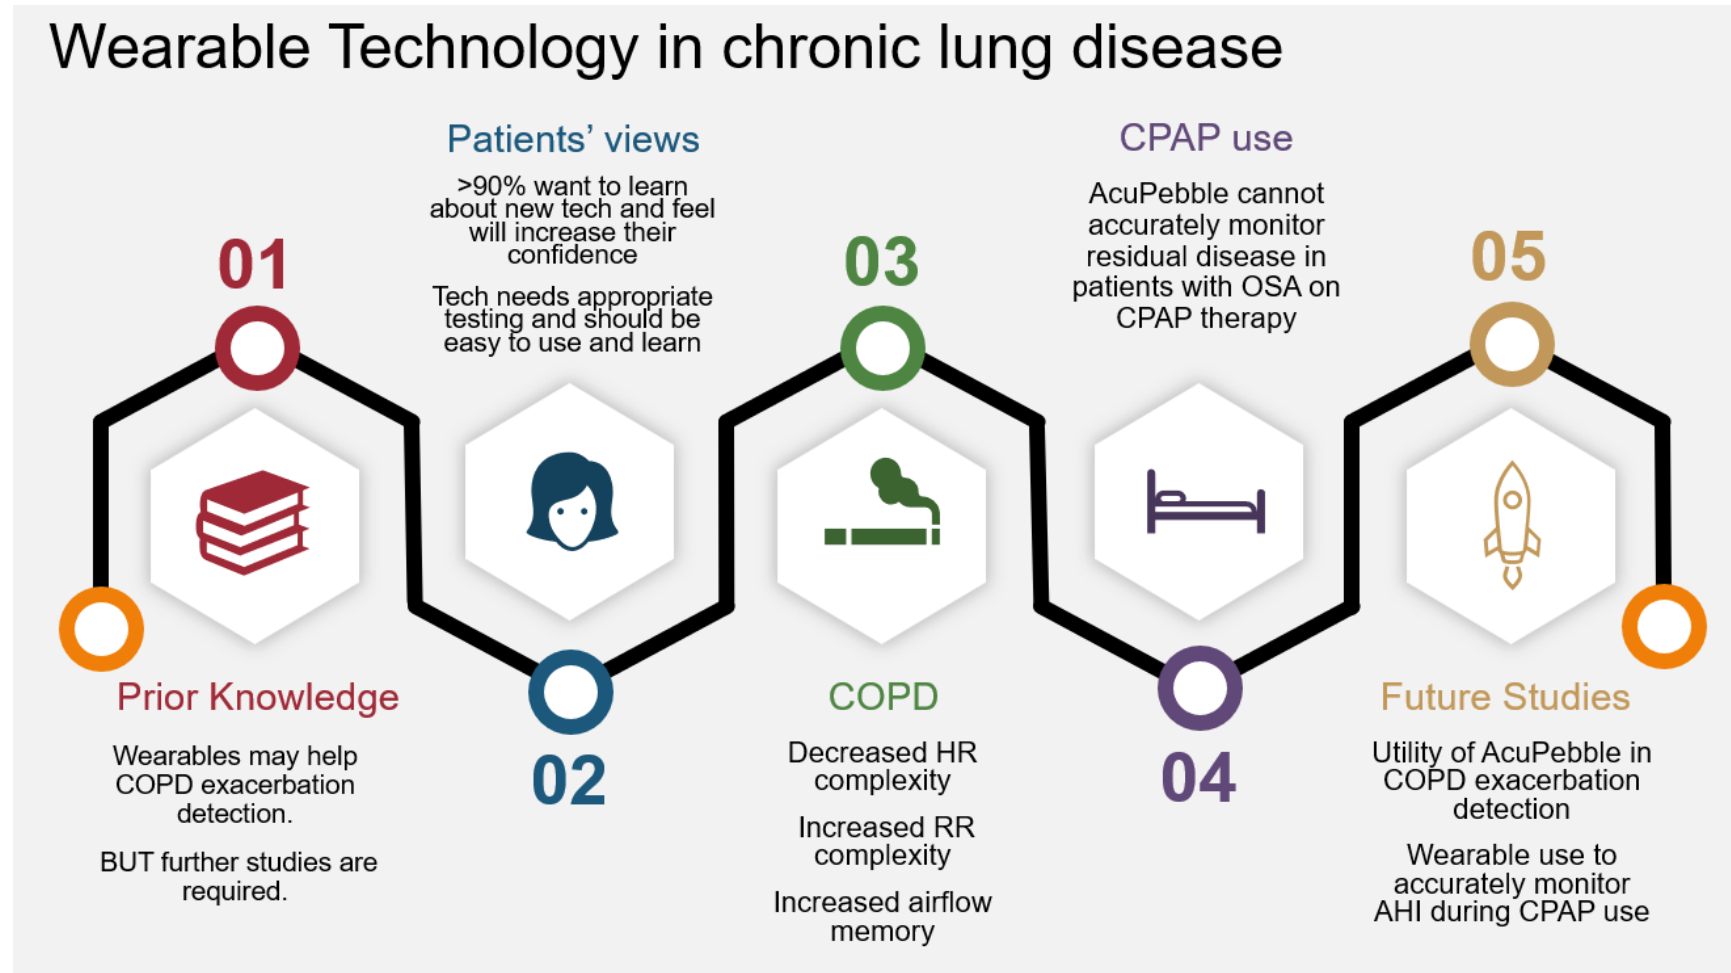 Wearable Technology in chronic lung disease
01
Prior Knowledge
Wearables may help
COPD exacerbation
detection.
BUT further studies are
required.
Patients’ views
>90% want to learn
about new tech and feel
will increase their
confidence
Tech needs appropriate
testing and should be
easy to use and learn
02
03
COPD
Decreased HR
complexity
Increased RR
complexity
Increased airflow
memory
CPAP use
AcuPebble cannot
accurately monitor
residual disease in
patients with OSA on
CPAP therapy
04
05
Future Studies
Utility of AcuPebble in
COPD exacerbation
detection
Wearable use to
accurately monitor
AHI during CPAP use